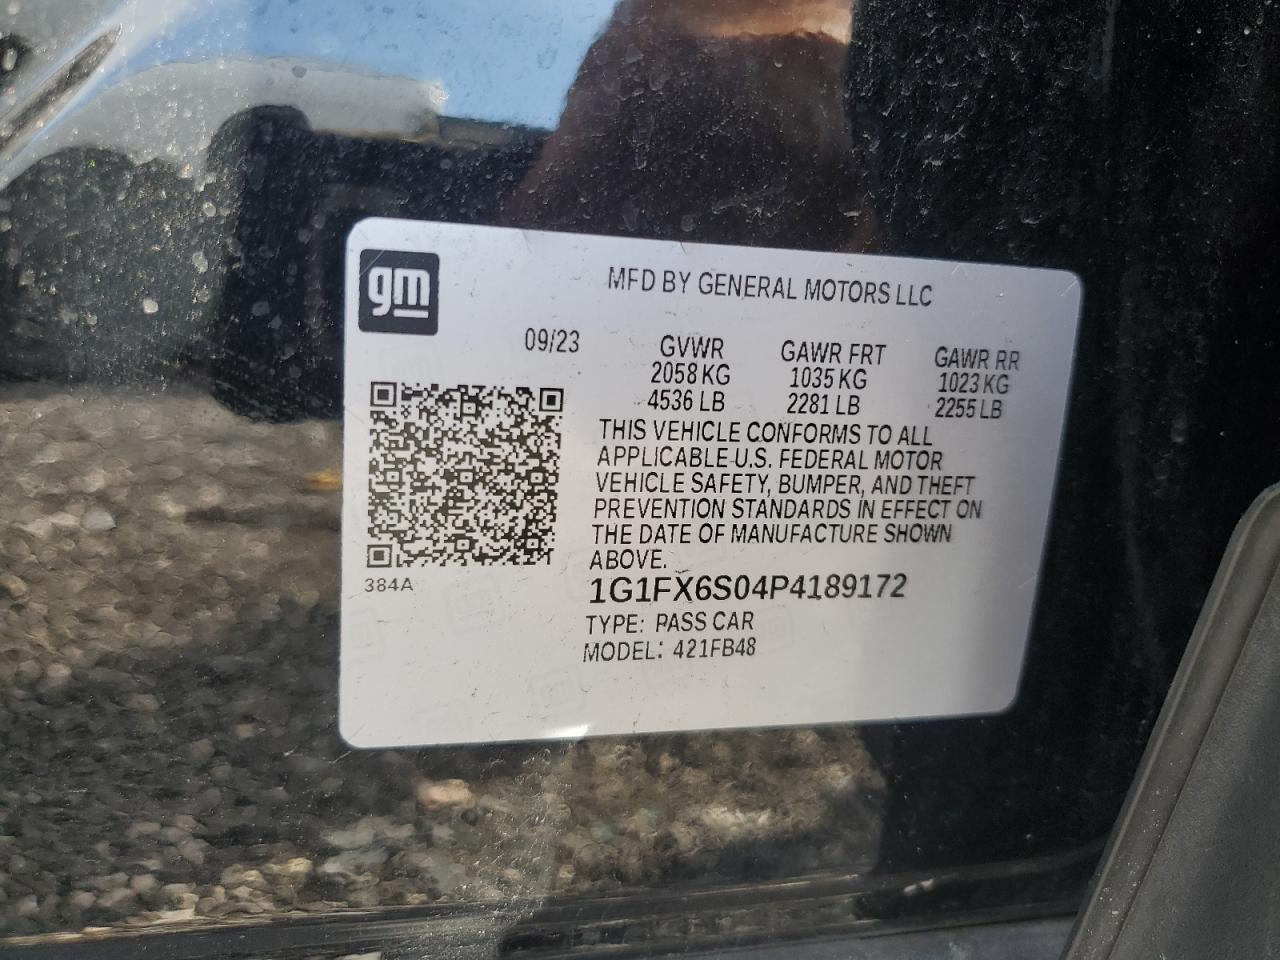 gm
MFD BY GENERAL MOTORS LLC
09/23 GVWR GAWR FRT GAWR RR
2058 KG 1035 KG 1023 KG
4536 LB 2281 LB 2255 LB
THIS VEHICLE CONFORMS TO ALL
APPLICABLE U.S. FEDERAL MOTOR
VEHICLE SAFETY, BUMPER, AND THEFT
PREVENTION STANDARDS IN EFFECT ON
THE DATE OF MANUFACTURE SHOWN
ABOVE.
384A
1G1FX6S04P4189172
TYPE: PASS CAR
MODEL: 421FB48